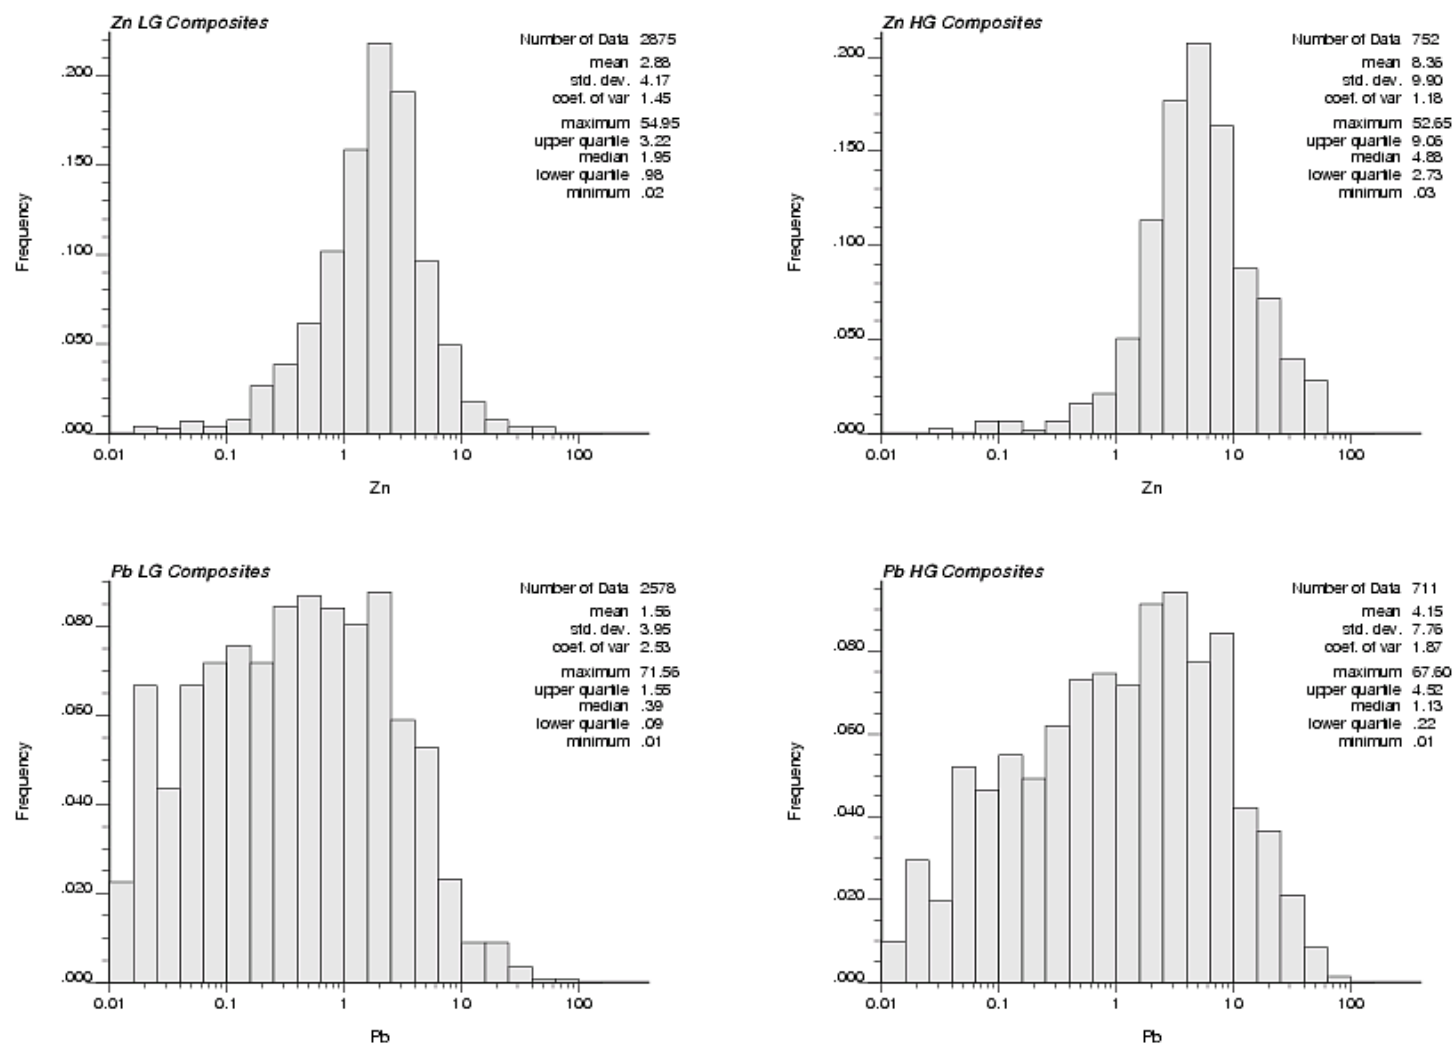 Zn LG Composites
Number of Data 2875
mean 2.88
std. dev. 4.17
coef. of var 1.45
maximum 54.95
upper quartile 3.22
median 1.95
lower quartile .98
minimum .02
Frequency
.200
.150
.100
.050
.000
0.01 0.1 1 10 100
Zn
Zn HG Composites
Number of Data 752
mean 8.36
std. dev. 9.90
coef. of var 1.18
maximum 52.65
upper quartile 9.06
median 4.88
lower quartile 2.73
minimum .03
Frequency
.200
.150
.100
.050
.000
0.01 0.1 1 10 100
Zn
Pb LG Composites
Number of Data 2578
mean 1.56
std. dev. 3.95
coef. of var 2.53
maximum 71.56
upper quartile 1.55
median .39
lower quartile .09
minimum .01
Frequency
.080
.060
.040
.020
.000
0.01 0.1 1 10 100
Pb
Pb HG Composites
Number of Data 711
mean 4.15
std. dev. 7.76
coef. of var 1.87
maximum 67.60
upper quartile 4.52
median 1.13
lower quartile .22
minimum .01
Frequency
.080
.060
.040
.020
.000
0.01 0.1 1 10 100
Pb